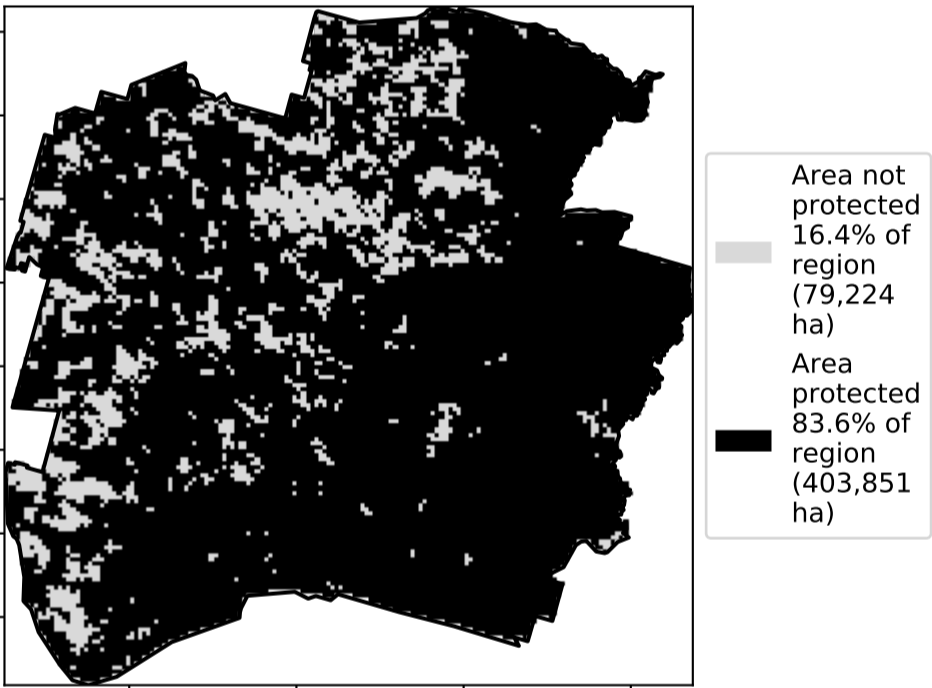 Area not
protected
16.4% of
region
(79,224
ha)
Area
protected
83.6% of
region
(403,851
ha)